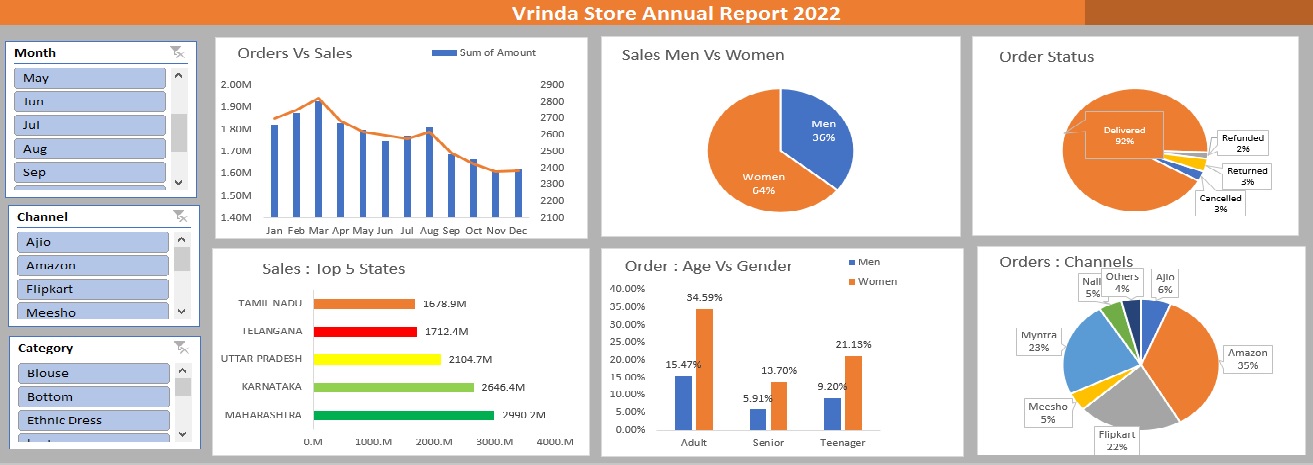 Vrinda Store Annual Report 2022
Month
May
Jun
Jul
Aug
Sep
Channel
Ajio
Amazon
Flipkart
Meesho
Category
Blouse
Bottom
Ethnic Dress
Orders Vs Sales
Sum of Amount
2.00M
1.90M
1.80M
1.70M
1.60M
1.50M
1.40M
2900
2800
2700
2600
2500
2400
2300
2200
2100
Jan Feb Mar Apr May Jun Jul Aug Sep Oct Nov Dec
Sales Men Vs Women
Men
36%
Women
64%
Order Status
Delivered
92%
Refunded
2%
Returned
3%
Cancelled
3%
Sales : Top 5 States
TAMIL NADU 1678.9M
TELANGANA 1712.4M
UTTAR PRADESH 2104.7M
KARNATAKA 2646.4M
MAHARASHTRA 2990.2M
0.M 1000.M 2000.M 3000.M 4000.M
Order : Age Vs Gender
Men
Women
40.00%
35.00%
30.00%
25.00%
20.00%
15.00%
10.00%
5.00%
0.00%
15.47%
34.59%
5.91%
13.70%
9.20%
21.13%
Adult Senior Teenager
Orders : Channels
Nall
5%
Others
4%
Ajio
6%
Amazon
35%
Flipkart
22%
Meesho
5%
Myntra
23%